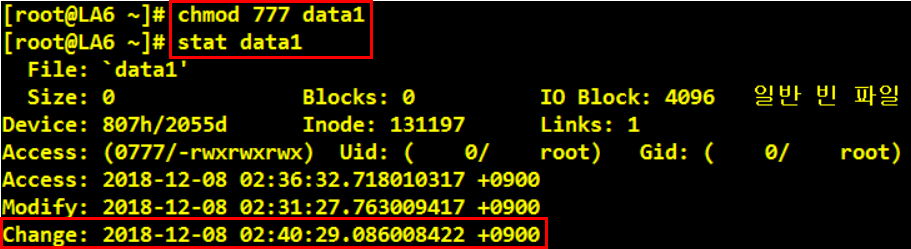 [root@LA6 ~]# chmod 777 data1
[root@LA6 ~]# stat data1
File: `data1'
Size: 0 Blocks: 0 IO Block: 4096 일반 빈 파일
Device: 807h/2055d Inode: 131197 Links: 1
Access: (0777/-rwxrwxrwx) Uid: ( 0/ root) Gid: ( 0/ root)
Access: 2018-12-08 02:36:32.718010317 +0900
Modify: 2018-12-08 02:31:27.763009417 +0900
Change: 2018-12-08 02:40:29.086008422 +0900